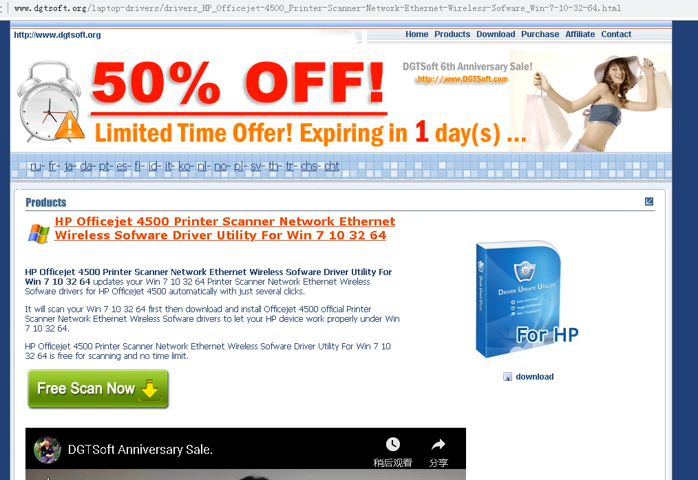 www.dgtsoft.org/laptop-drivers/drivers_HP_Officejet-4500_Printer-Scanner-Network-Ethernet-Wireless-Sofware_Win-7-10-32-64.html
http://www.dgtsoft.org
Home Products Download Purchase Affiliate Contact
50% OFF!
DGTSoft 6th Anniversary Sale!
http://www.DGTSoft.com
Limited Time Offer! Expiring in 1 day(s) ...
ru- fr- ja- da- pt- es- fi- id- it- ko- nl- no- pl- sv- th- tr- chs- cht
Products
HP Officejet 4500 Printer Scanner Network Ethernet
Wireless Sofware Driver Utility For Win 7 10 32 64
HP Officejet 4500 Printer Scanner Network Ethernet Wireless Sofware Driver Utility For
Win 7 10 32 64 updates your Win 7 10 32 64 Printer Scanner Network Ethernet Wireless
Sofware drivers for HP Officejet 4500 automatically with just several clicks.
It will scan your Win 7 10 32 64 first then download and install Officejet 4500 official Printer
Scanner Network Ethernet Wireless Sofware drivers to let your HP device work properly under Win
7 10 32 64.
HP Officejet 4500 Printer Scanner Network Ethernet Wireless Sofware Driver Utility For Win 7 10
32 64 is free for scanning and no time limit.
Free Scan Now
DRIVER UPDATE UTILITY
For HP
download
DGTSoft Anniversary Sale.
稍后观看 分享